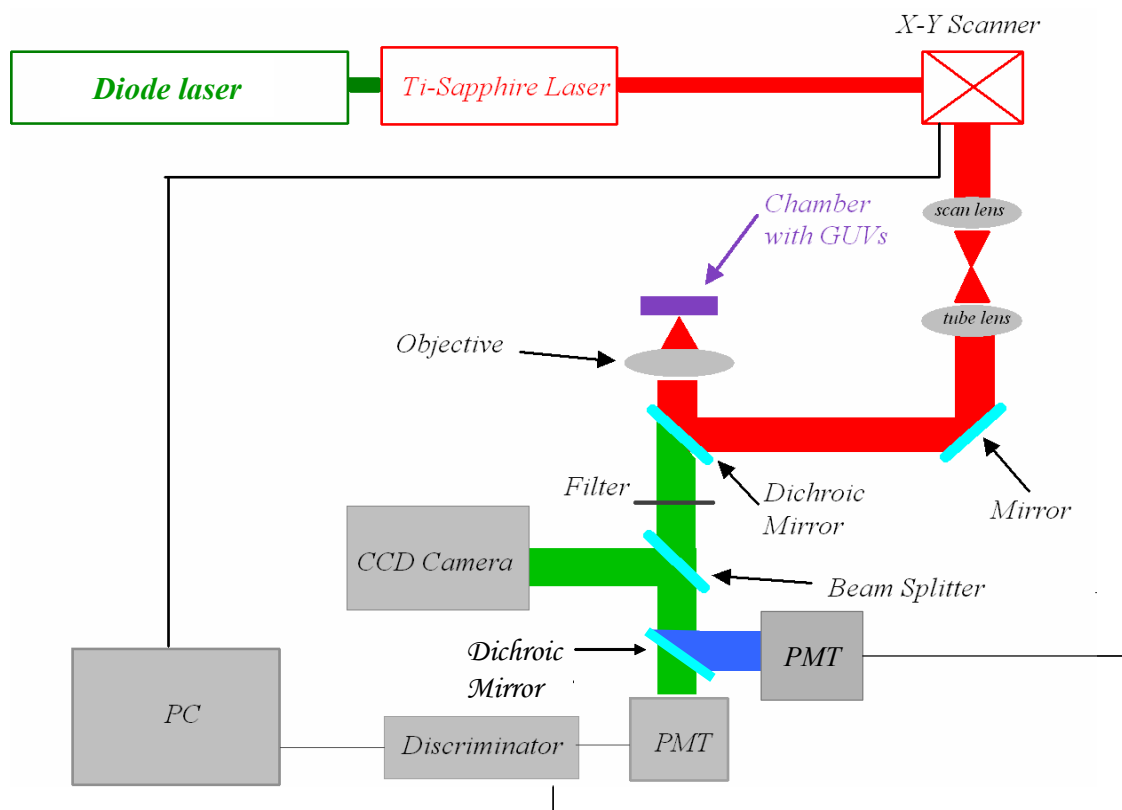 X-Y Scanner
Diode laser
Ti-Sapphire Laser
scan lens
Chamber
with GUVs
tube lens
Objective
Filter
Dichroic
Mirror
Mirror
CCD Camera
Beam Splitter
Dichroic
Mirror
PMT
PC
Discriminator
PMT